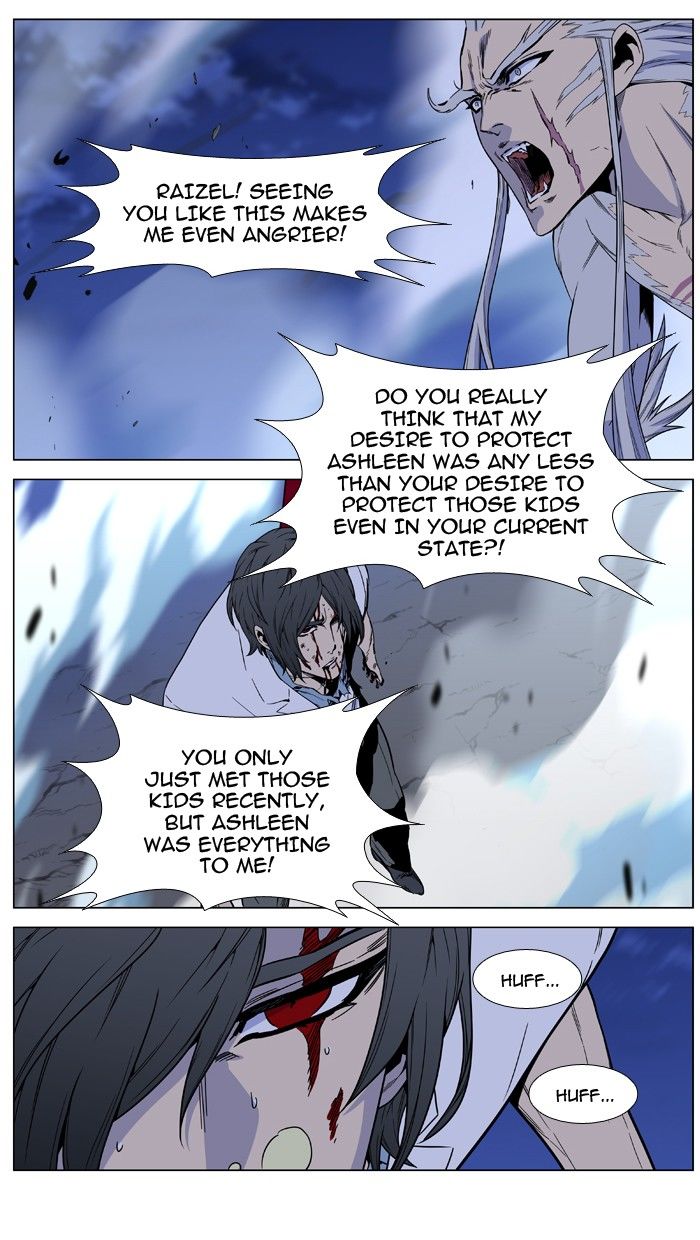 RAIZEL! SEEING
YOU LIKE THIS MAKES
ME EVEN ANGRIER!
DO YOU REALLY
THINK THAT MY
DESIRE TO PROTECT
ASHLEEN WAS ANY LESS
THAN YOUR DESIRE TO
PROTECT THOSE KIDS
EVEN IN YOUR CURRENT
STATE?!
YOU ONLY
JUST MET THOSE
KIDS RECENTLY,
BUT ASHLEEN
WAS EVERYTHING
TO ME!
HUFF...
HUFF...